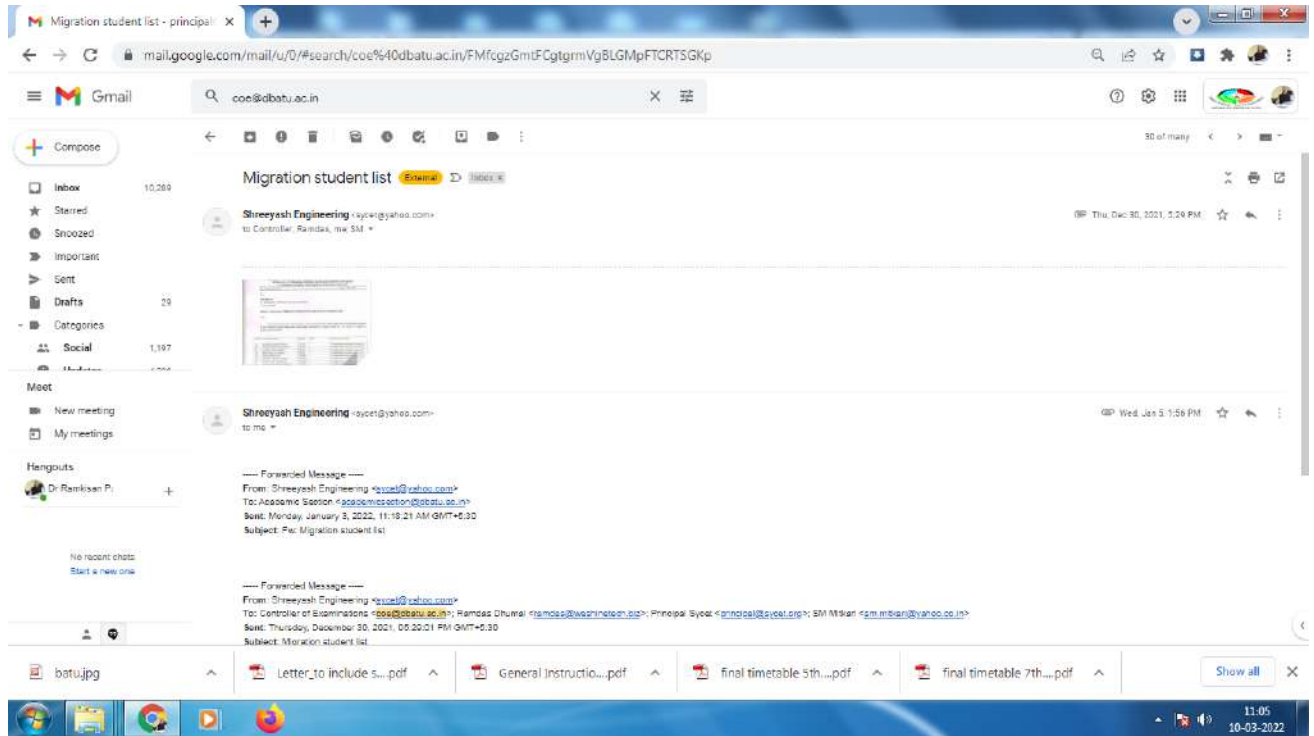 Migration student list - principal
mail.google.com/mail/u/0/#search/coe%40dbatu.ac.in/FMfcgzGmtFCgtgrmVgBLGMpFTCRTSGKp
Gmail
coe@dbatu.ac.in
Compose
30 of many
Inbox 10,289
Starred
Snoozed
Important
Sent
Drafts 29
Categories
Social 1,197
Meet
New meeting
My meetings
Hangouts
Dr Ramkisan P
No recent chats
Start a new one
Migration student list External Inbox x
Shreeyash Engineering <sycet@yahoo.com>
Thu, Dec 30, 2021, 5:29 PM
to Controller, Ramdas, me, SM
Shreeyash Engineering <sycet@yahoo.com>
Wed, Jan 5, 1:56 PM
to me
----- Forwarded Message -----
From: Shreeyash Engineering <sycet@yahoo.com>
To: Academic Section <academicsection@dbatu.ac.in>
Sent: Monday, January 3, 2022, 11:18:21 AM GMT+5:30
Subject: Fw: Migration student list
----- Forwarded Message -----
From: Shreeyash Engineering <sycet@yahoo.com>
To: Controller of Examinations <coe@dbatu.ac.in>; Ramdas Dhumal <ramdas@washinetech.biz>; Principal Sycet <principal@sycet.org>; SM Mitkari <sm.mitkari@yahoo.co.in>
Sent: Thursday, December 30, 2021, 05:29:01 PM GMT+5:30
Subject: Migration student list
batu.jpg
Letter_to include s....pdf
General Instructio....pdf
final timetable 5th....pdf
final timetable 7th....pdf
Show all
11:05
10-03-2022